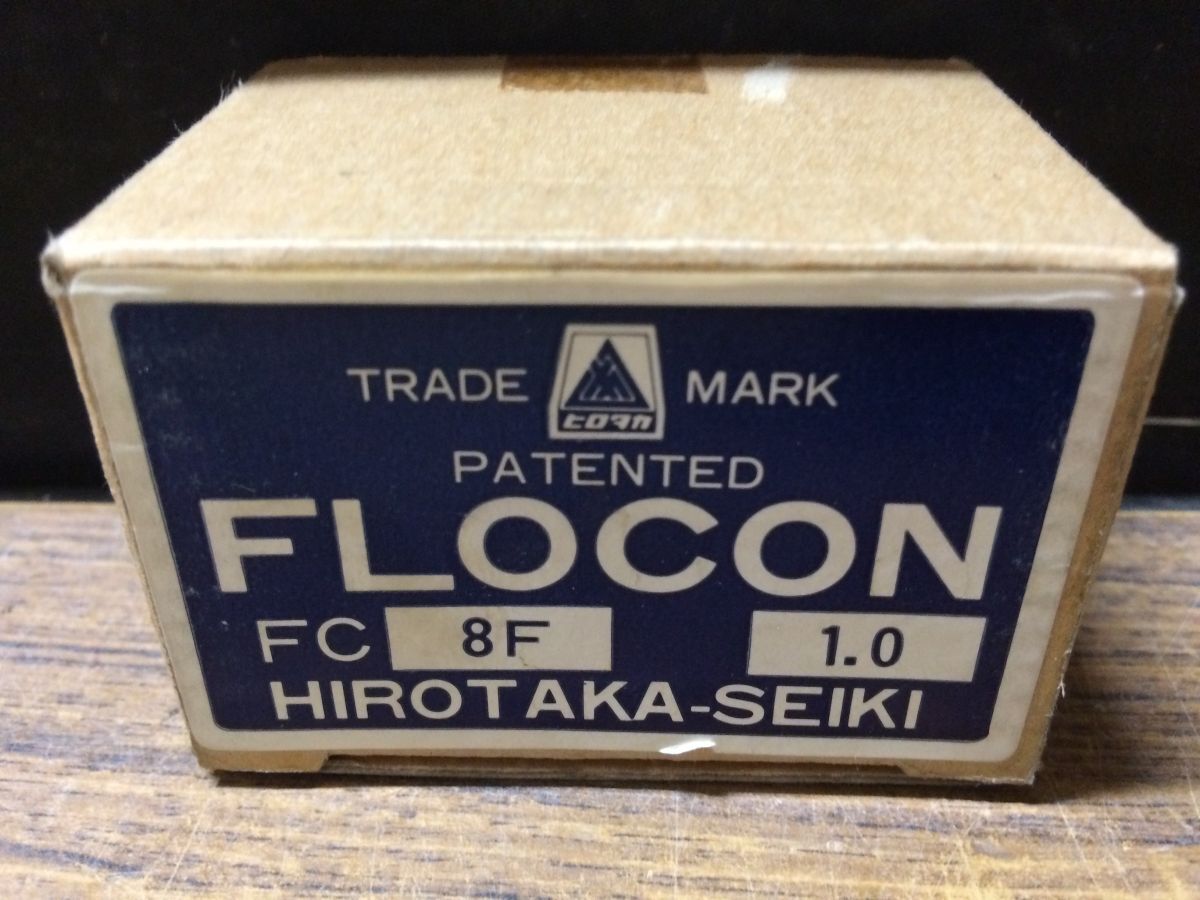 TRADE MARK
ヒロタカ
PATENTED
FLOCON
FC 8F 1.0
HIROTAKA-SEIKI